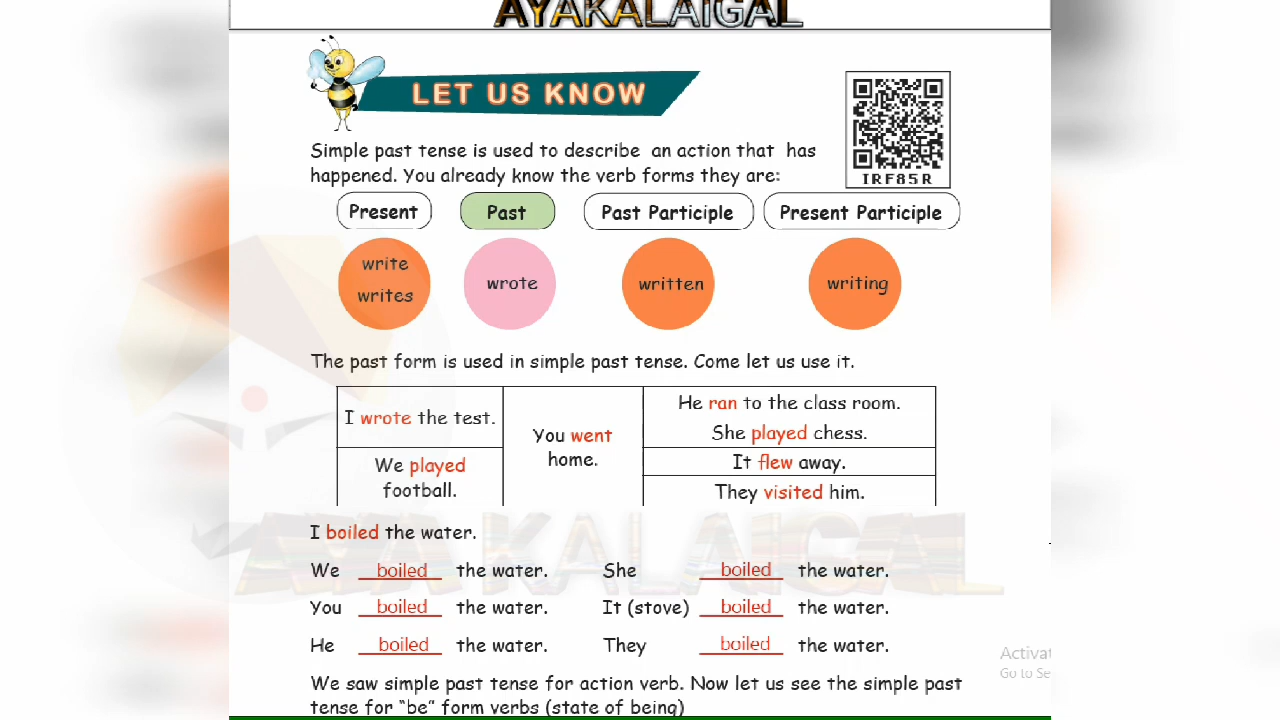 AYAKALAIGAL
LET US KNOW
IRF85R
Simple past tense is used to describe an action that has
happened. You already know the verb forms they are:
Present Past Past Participle Present Participle
write
writes
wrote
written
writing
The past form is used in simple past tense. Come let us use it.
I wrote the test.
We played
football.
You went
home.
He ran to the class room.
She played chess.
It flew away.
They visited him.
I boiled the water.
We boiled the water. She boiled the water.
You boiled the water. It (stove) boiled the water.
He boiled the water. They boiled the water.
We saw simple past tense for action verb. Now let us see the simple past
tense for “be” form verbs (state of being)
AYAKALAIGAL
Activat
Go to Se